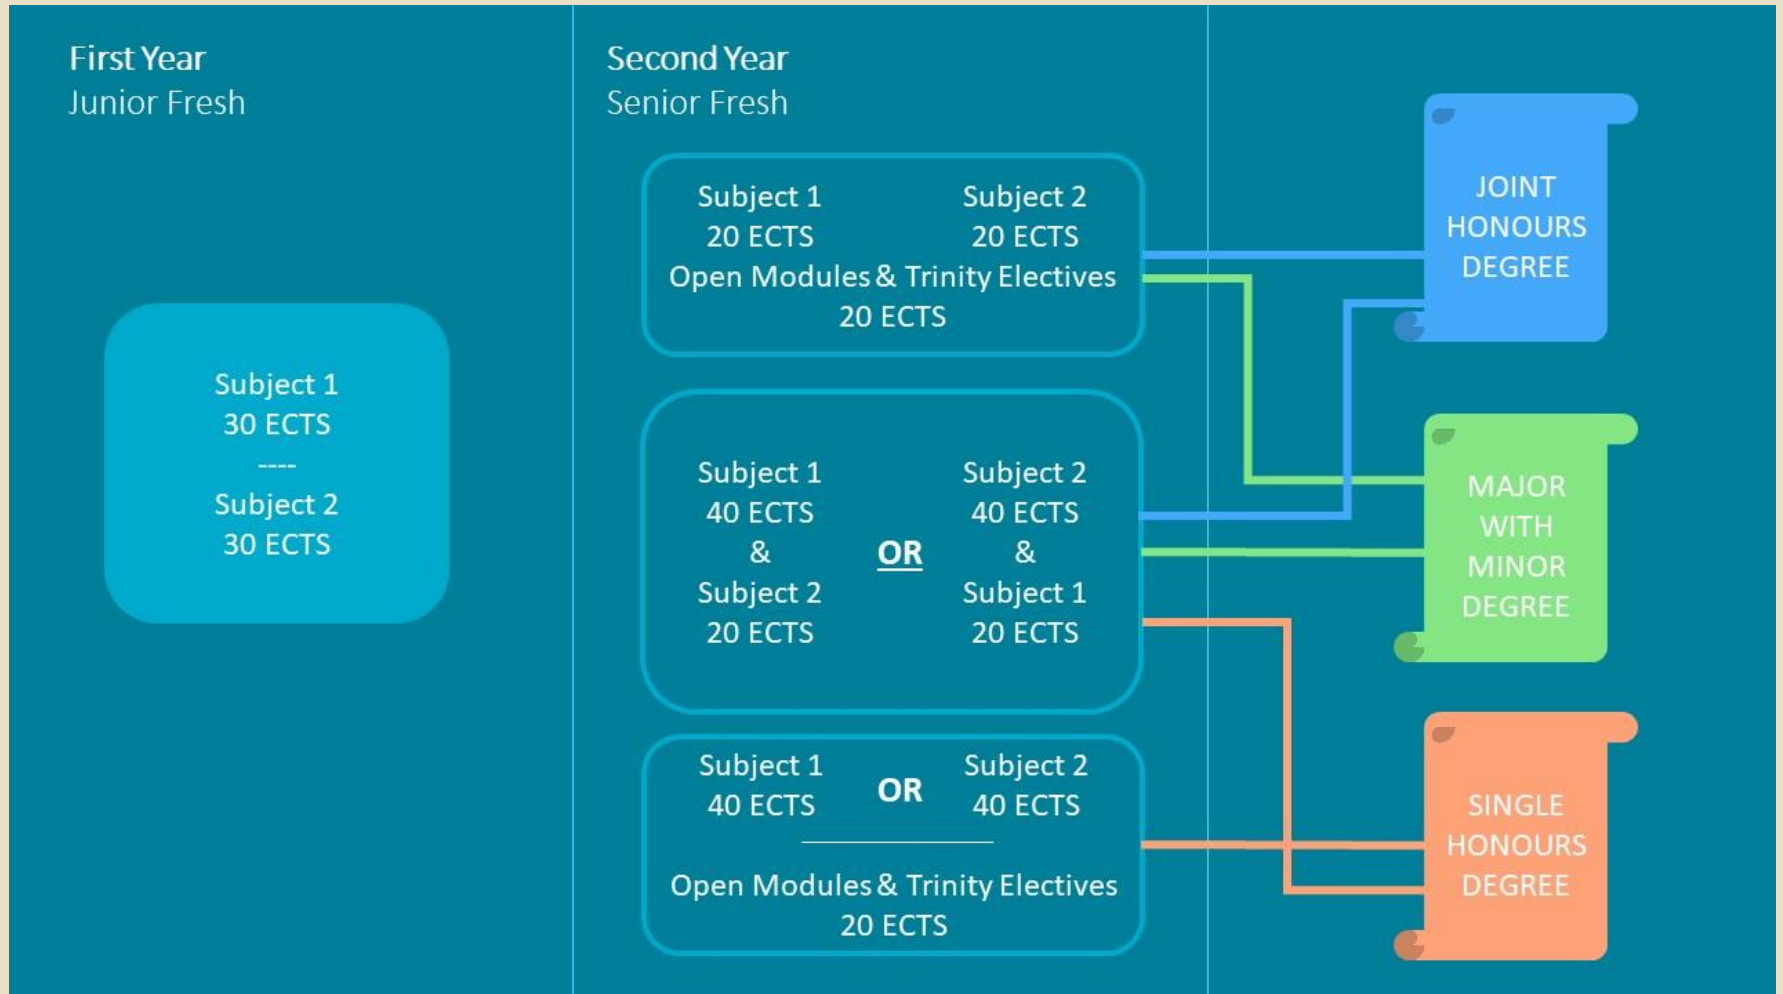 First Year
Junior Fresh
Subject 1
30 ECTS
----
Subject 2
30 ECTS
Second Year
Senior Fresh
Subject 1 Subject 2
20 ECTS 20 ECTS
Open Modules & Trinity Electives
20 ECTS
Subject 1 Subject 2
40 ECTS 40 ECTS
& OR &
Subject 2 Subject 1
20 ECTS 20 ECTS
Subject 1 OR Subject 2
40 ECTS 40 ECTS
Open Modules & Trinity Electives
20 ECTS
JOINT
HONOURS
DEGREE
MAJOR
WITH
MINOR
DEGREE
SINGLE
HONOURS
DEGREE